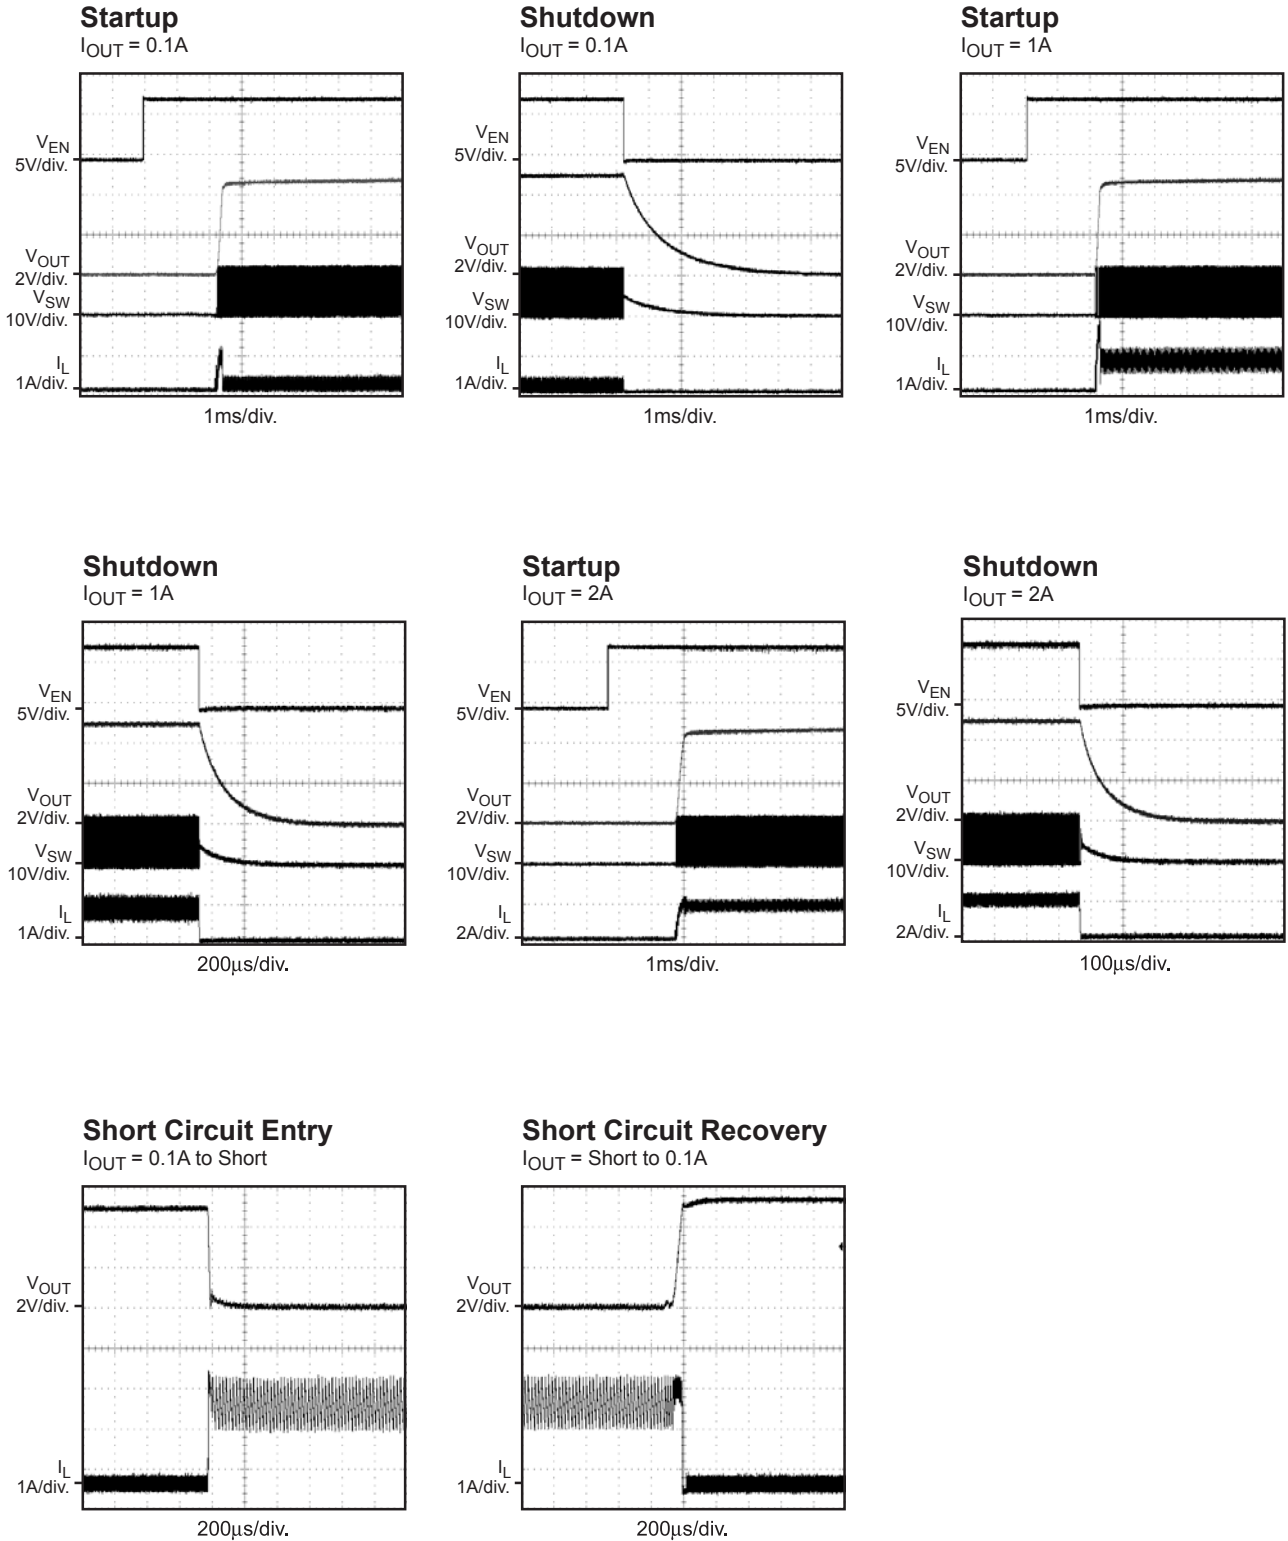 Startup
IOUT = 0.1A
VEN
5V/div.
VOUT
2V/div.
VSW
10V/div.
IL
1A/div.
1ms/div.
Shutdown
IOUT = 0.1A
VEN
5V/div.
VOUT
2V/div.
VSW
10V/div.
IL
1A/div.
1ms/div.
Startup
IOUT = 1A
VEN
5V/div.
VOUT
2V/div.
VSW
10V/div.
IL
1A/div.
1ms/div.
Shutdown
IOUT = 1A
VEN
5V/div.
VOUT
2V/div.
VSW
10V/div.
IL
1A/div.
200µs/div.
Startup
IOUT = 2A
VEN
5V/div.
VOUT
2V/div.
VSW
10V/div.
IL
2A/div.
1ms/div.
Shutdown
IOUT = 2A
VEN
5V/div.
VOUT
2V/div.
VSW
10V/div.
IL
2A/div.
100µs/div.
Short Circuit Entry
IOUT = 0.1A to Short
VOUT
2V/div.
IL
1A/div.
200µs/div.
Short Circuit Recovery
IOUT = Short to 0.1A
VOUT
2V/div.
IL
1A/div.
200µs/div.